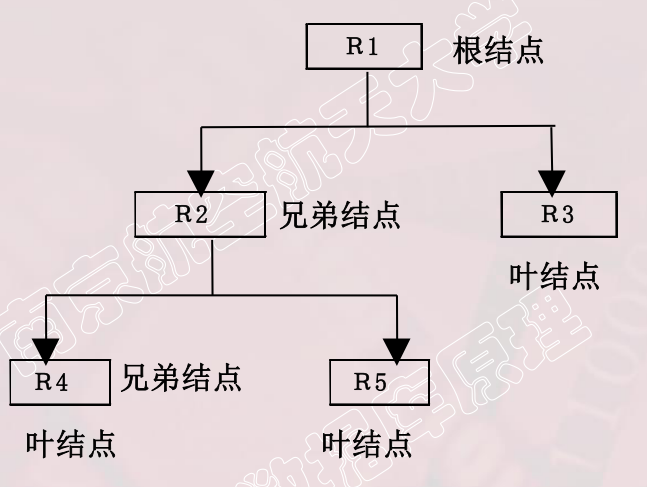 R1 根结点
R2 兄弟结点 R3
叶结点
R4 兄弟结点 R5
叶结点 叶结点
南京航空航天大学
数据库原理